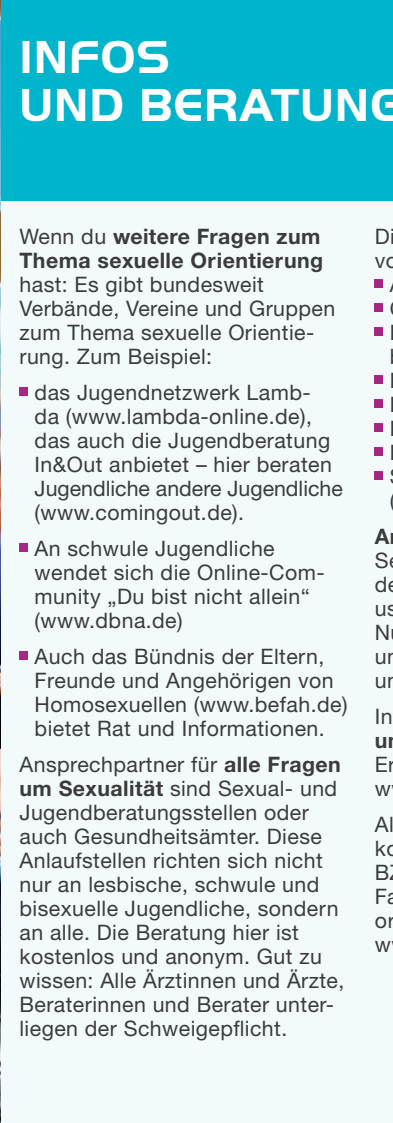 INFOS
UND BERATUNG
Wenn du weitere Fragen zum
Thema sexuelle Orientierung
hast: Es gibt bundesweit
Verbände, Vereine und Gruppen
zum Thema sexuelle Orientie-
rung. Zum Beispiel:
das Jugendnetzwerk Lamb-
da (www.lambda-online.de),
das auch die Jugendberatung
In&Out anbietet – hier beraten
Jugendliche andere Jugendliche
(www.comingout.de).
An schwule Jugendliche
wendet sich die Online-Com-
munity „Du bist nicht allein“
(www.dbna.de)
Auch das Bündnis der Eltern,
Freunde und Angehörigen von
Homosexuellen (www.befah.de)
bietet Rat und Informationen.
Ansprechpartner für alle Fragen
um Sexualität sind Sexual- und
Jugendberatungsstellen oder
auch Gesundheitsämter. Diese
Anlaufstellen richten sich nicht
nur an lesbische, schwule und
bisexuelle Jugendliche, sondern
an alle. Die Beratung hier ist
kostenlos und anonym. Gut zu
wissen: Alle Ärztinnen und Ärzte,
Beraterinnen und Berater unter-
liegen der Schweigepflicht.